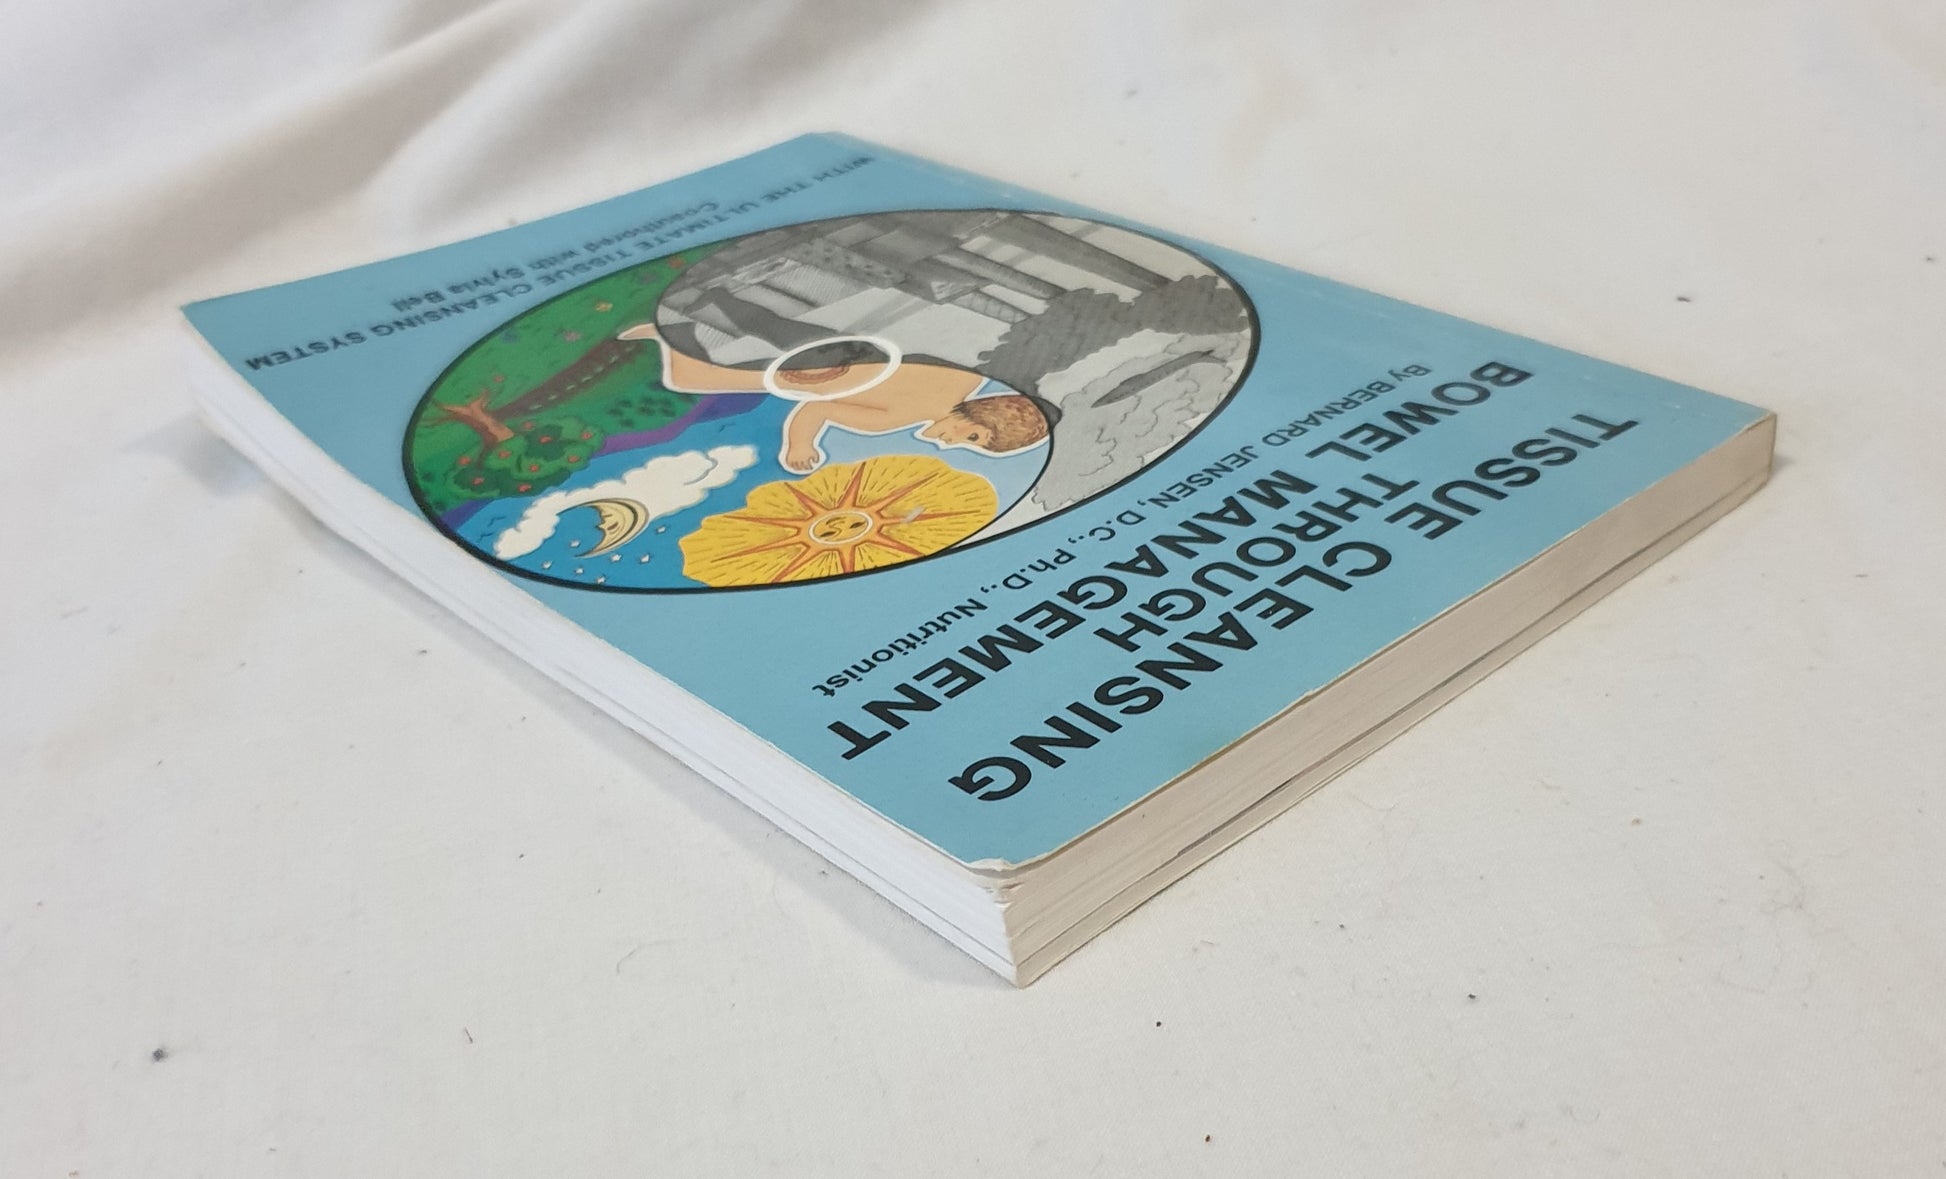 TISSUE CLEANSING
THROUGH
BOWEL MANAGEMENT
By BERNARD JENSEN, D.C., Ph.D., Nutritionist
Coauthored with Sylvia Bell
WITH THE ULTIMATE TISSUE CLEANSING SYSTEM